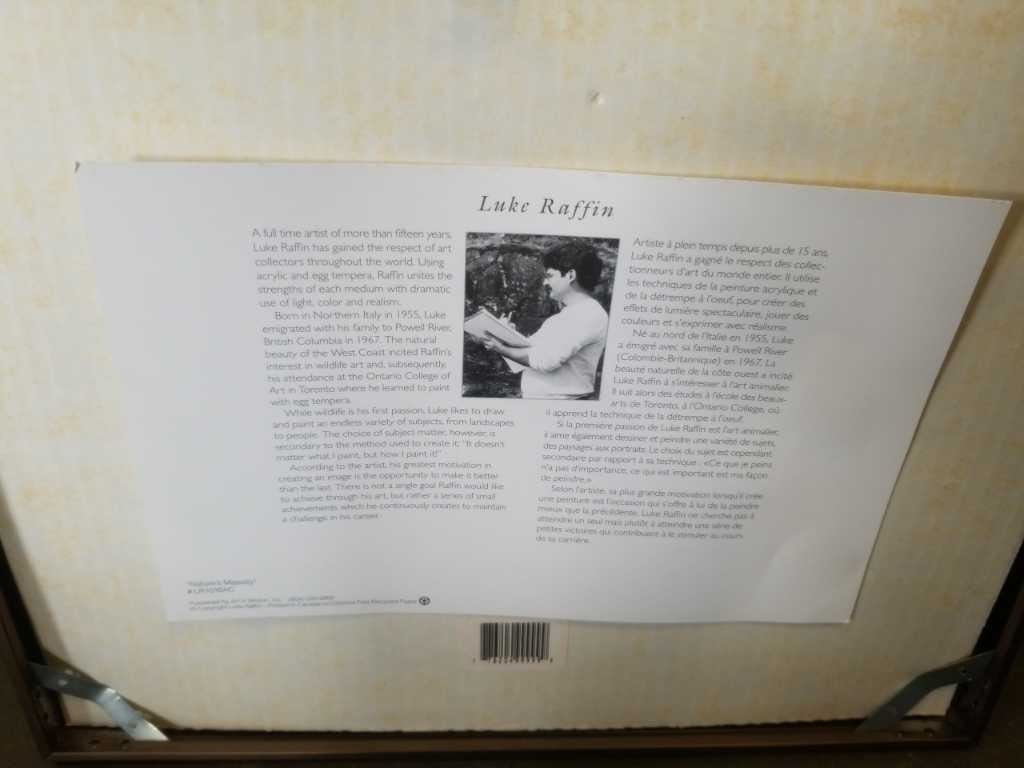 Luke Raffin
A full time artist of more than fifteen years,
Luke Raffin has gained the respect of art
collectors throughout the world. Using
acrylic and egg tempera, Raffin unites the
strengths of each medium with dramatic
use of light, color and realism.
Born in Northern Italy in 1955, Luke
emigrated with his family to Powell River,
British Columbia in 1967. The natural
beauty of the West Coast incited Raffin's
interest in wildlife art and, subsequently,
his attendance at the Ontario College of
Art in Toronto where he learned to paint
with egg tempera.
While wildlife is his first passion, Luke likes to draw
and paint an endless variety of subjects, from landscapes
to people. The choice of subject matter, however, is
secondary to the method used to create it; "It doesn't
matter what I paint, but how I paint it!"
According to the artist, his greatest motivation in
creating an image is the opportunity to make it better
than the last. There is not a single goal Raffin would like
to achieve through his art, but rather a series of small
achievements which he continuously creates to maintain
a challenge in his career.
Artiste à plein temps depuis plus de 15 ans,
Luke Raffin a gagné le respect des collec-
tionneurs d'art du monde entier. Il utilise
les techniques de la peinture acrylique et
de la détrempe à l'oeuf, pour créer des
effets de lumière spectaculaire, jouer des
couleurs et s'exprimer avec réalisme.
Né au nord de l'Italie en 1955, Luke
a émigré avec sa famille à Powell River
(Colombie-Britannique) en 1967. La
beauté naturelle de la côte ouest a incité
Luke Raffin à s'intéresser à l'art animalier.
Il suit alors des études à l'école des beaux-
arts de Toronto, à l'Ontario College, où
il apprend la technique de la détrempe à l'oeuf.
Si la première passion de Luke Raffin est l'art animalier,
il aime également dessiner et peindre une variété de sujets,
des paysages aux portraits. Le choix du sujet est cependant
secondaire par rapport à sa technique : «Ce que je peins
n'a pas d'importance, ce qui est important est ma façon
de peindre.»
Selon l'artiste, sa plus grande motivation lorsqu'il crée
une peinture est l'occasion qui s'offre à lui de la peindre
mieux que la précédente. Luke Raffin ne cherche pas à
atteindre un seul mais plutôt à atteindre une série de
petites victoires qui contribuent à le stimuler au cours
de sa carrière.
"Nature's Majesty"
Published by Art in Motion, Inc.
© Copyright Luke Raffin - Printed in Canada on Chlorine Free Recycled Paper